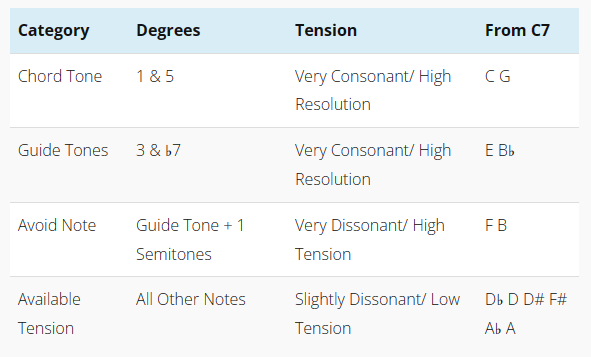 Category Degrees Tension From C7
Chord Tone 1 & 5 Very Consonant/ High C G
Resolution
Guide Tones 3 & ♭7 Very Consonant/ High E B♭
Resolution
Avoid Note Guide Tone + 1 Very Dissonant/ High F B
Semitones Tension
Available All Other Notes Slightly Dissonant/ Low D♭ D D# F#
Tension Tension A♭ A